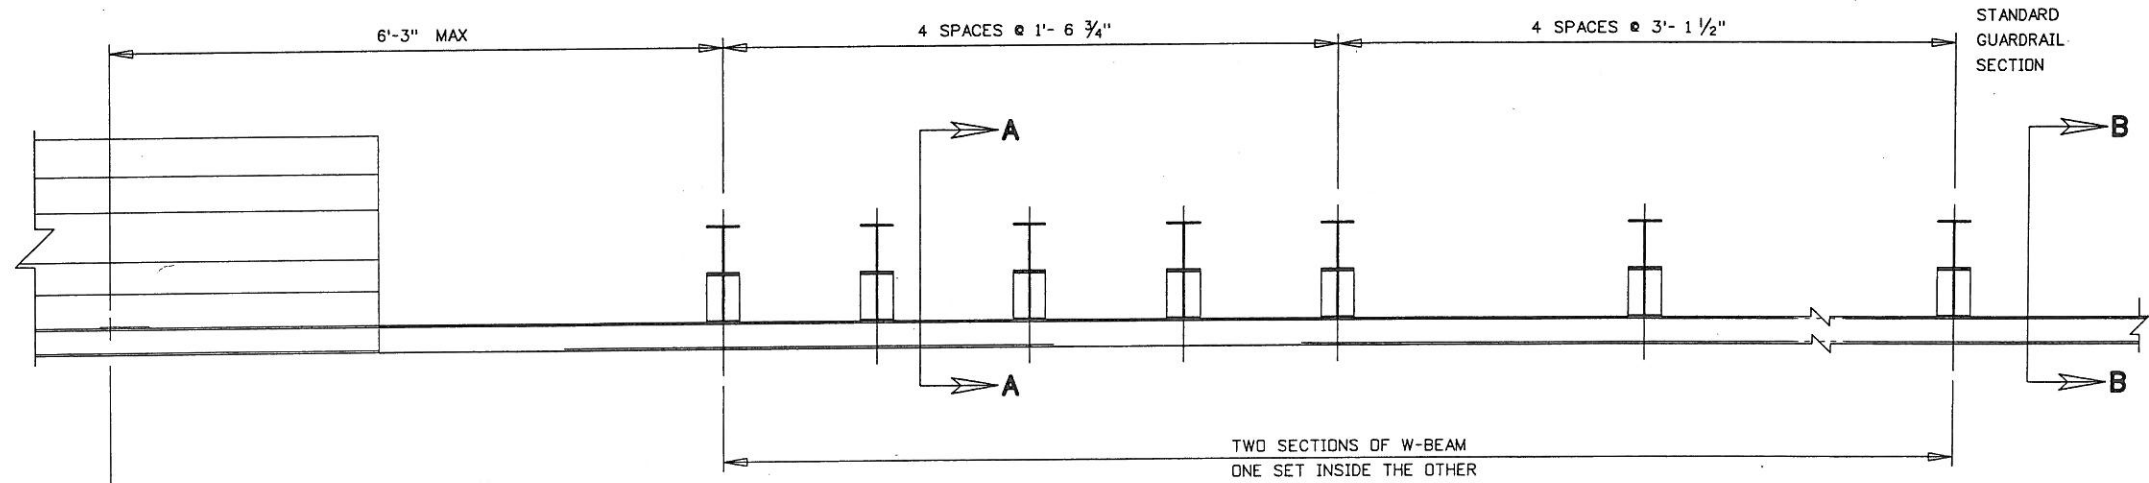 6'-3" MAX
4 SPACES @ 1'- 6 ¾"
4 SPACES @ 3'- 1 ½"
STANDARD
GUARDRAIL
SECTION
A
B
A
B
TWO SECTIONS OF W-BEAM
ONE SET INSIDE THE OTHER